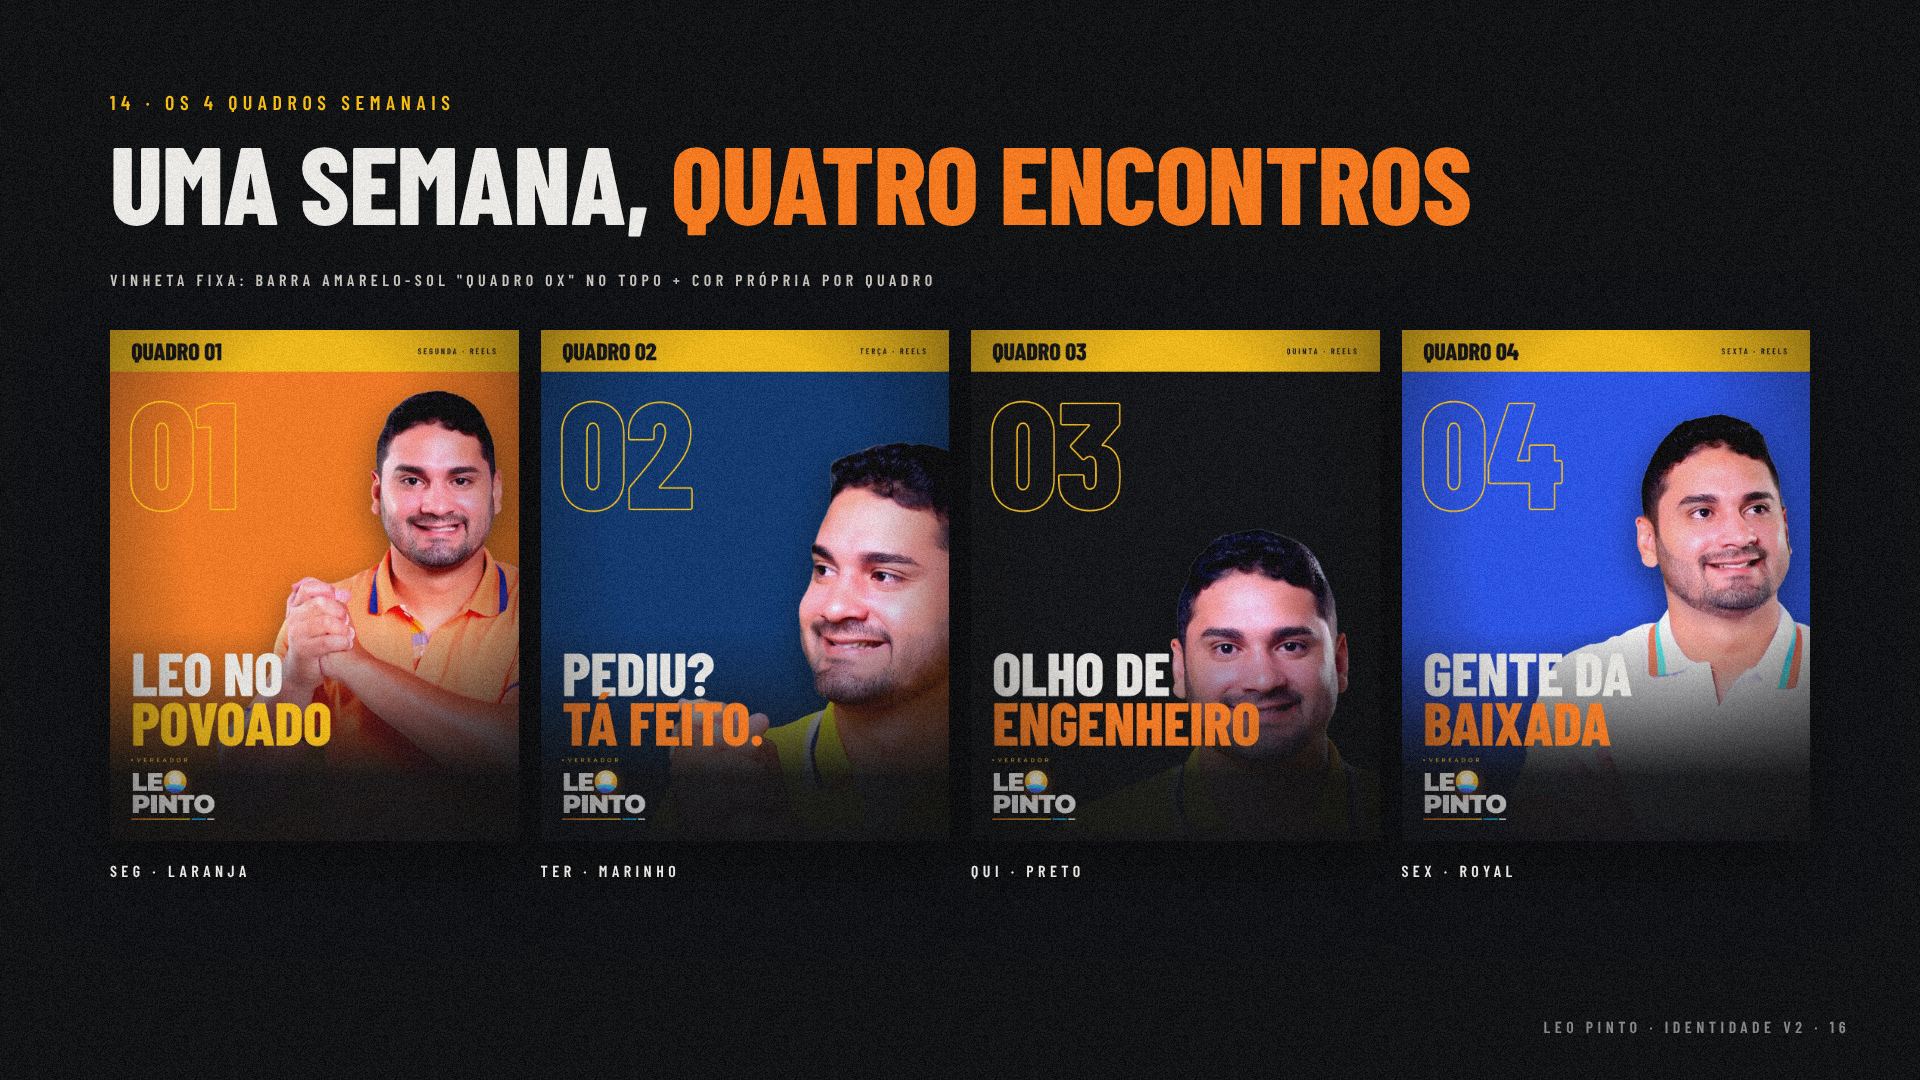 14 · OS 4 QUADROS SEMANAIS
UMA SEMANA, QUATRO ENCONTROS
VINHETA FIXA: BARRA AMARELO-SOL "QUADRO 0X" NO TOPO + COR PRÓPRIA POR QUADRO
QUADRO 01
SEGUNDA · REELS
01
LEO NO
POVOADO
• VEREADOR
LEO
PINTO
SEG · LARANJA
QUADRO 02
TERÇA · REELS
02
PEDIU?
TÁ FEITO.
• VEREADOR
LEO
PINTO
TER · MARINHO
QUADRO 03
QUINTA · REELS
03
OLHO DE
ENGENHEIRO
• VEREADOR
LEO
PINTO
QUI · PRETO
QUADRO 04
SEXTA · REELS
04
GENTE DA
BAIXADA
• VEREADOR
LEO
PINTO
SEX · ROYAL
LEO PINTO · IDENTIDADE V2 · 16